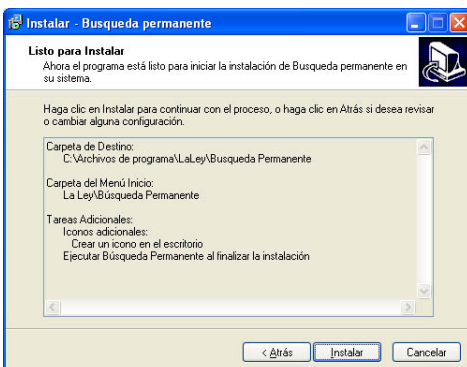 Instalar - Busqueda permanente
Listo para Instalar
Ahora el programa está listo para iniciar la instalación de Busqueda permanente en
su sistema.
Haga clic en Instalar para continuar con el proceso, o haga clic en Atrás si desea revisar
o cambiar alguna configuración.
Carpeta de Destino:
C:\Archivos de programa\LaLey\Busqueda Permanente
Carpeta del Menú Inicio:
La Ley\Búsqueda Permanente
Tareas Adicionales:
Iconos adicionales:
Crear un icono en el escritorio
Ejecutar Búsqueda Permanente al finalizar la instalación
< Atrás Instalar Cancelar